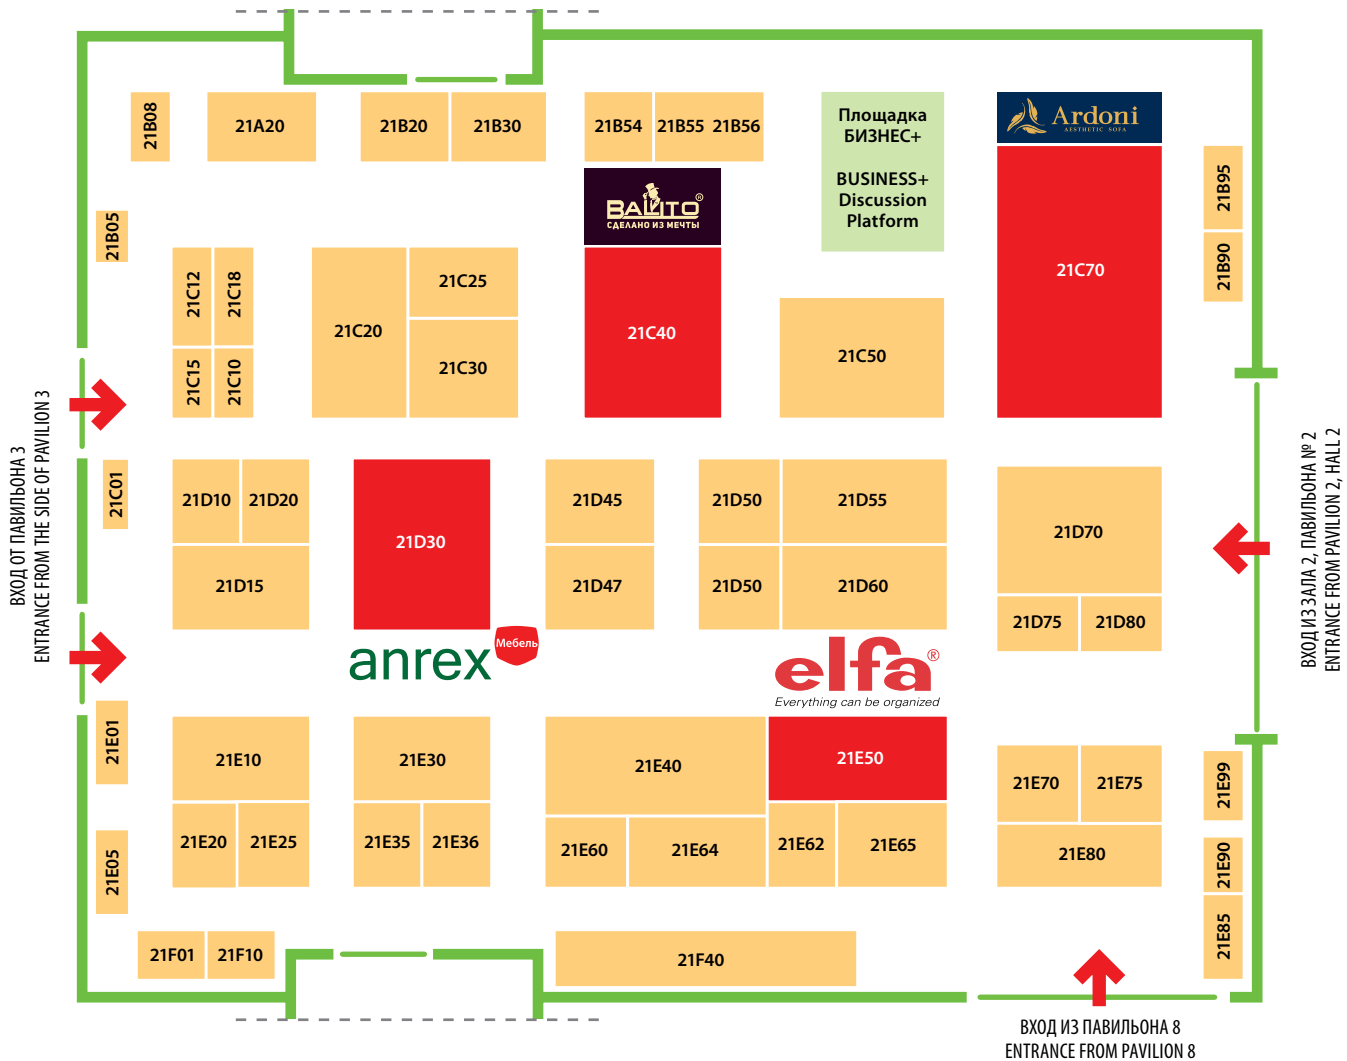 21B08
21A20
21B20
21B30
21B54
21B55 21B56
Площадка
БИЗНЕС+
BUSINESS+
Discussion
Platform
Ardoni
AESTHETIC SOFA
21B95
21B90
21B05
BALITO®
СДЕЛАНО ИЗ МЕЧТЫ
21C12
21C18
21C15
21C10
21C20
21C25
21C30
21C40
21C50
21C70
ВХОД ОТ ПАВИЛЬОНА 3
ENTRANCE FROM THE SIDE OF PAVILION 3
21C01
21D10
21D20
21D15
21D30
21D45
21D47
21D50
21D55
21D50
21D60
21D70
21D75
21D80
ВХОД ИЗ ЗАЛА 2, ПАВИЛЬОНА № 2
ENTRANCE FROM PAVILION 2, HALL 2
anrex
Мебель
elfa®
Everything can be organized
21E01
21E05
21E10
21E20
21E25
21E30
21E35
21E36
21E40
21E60
21E64
21E50
21E62
21E65
21E70
21E75
21E80
21E99
21E90
21E85
21F01
21F10
21F40
ВХОД ИЗ ПАВИЛЬОНА 8
ENTRANCE FROM PAVILION 8